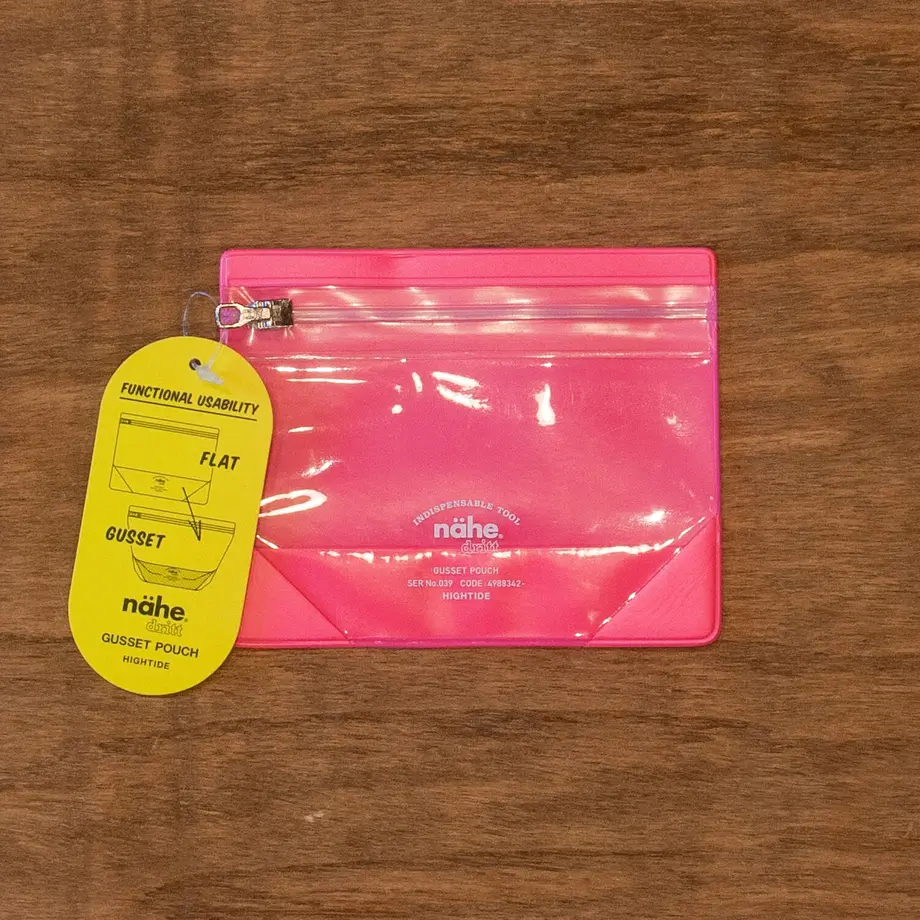 FUNCTIONAL USABILITY
FLAT
GUSSET
nähe®
dritt
GUSSET POUCH
HIGHTIDE
INDISPENSABLE TOOL
nähe®
dritt
GUSSET POUCH
SER No.039 CODE-4988342-
HIGHTIDE